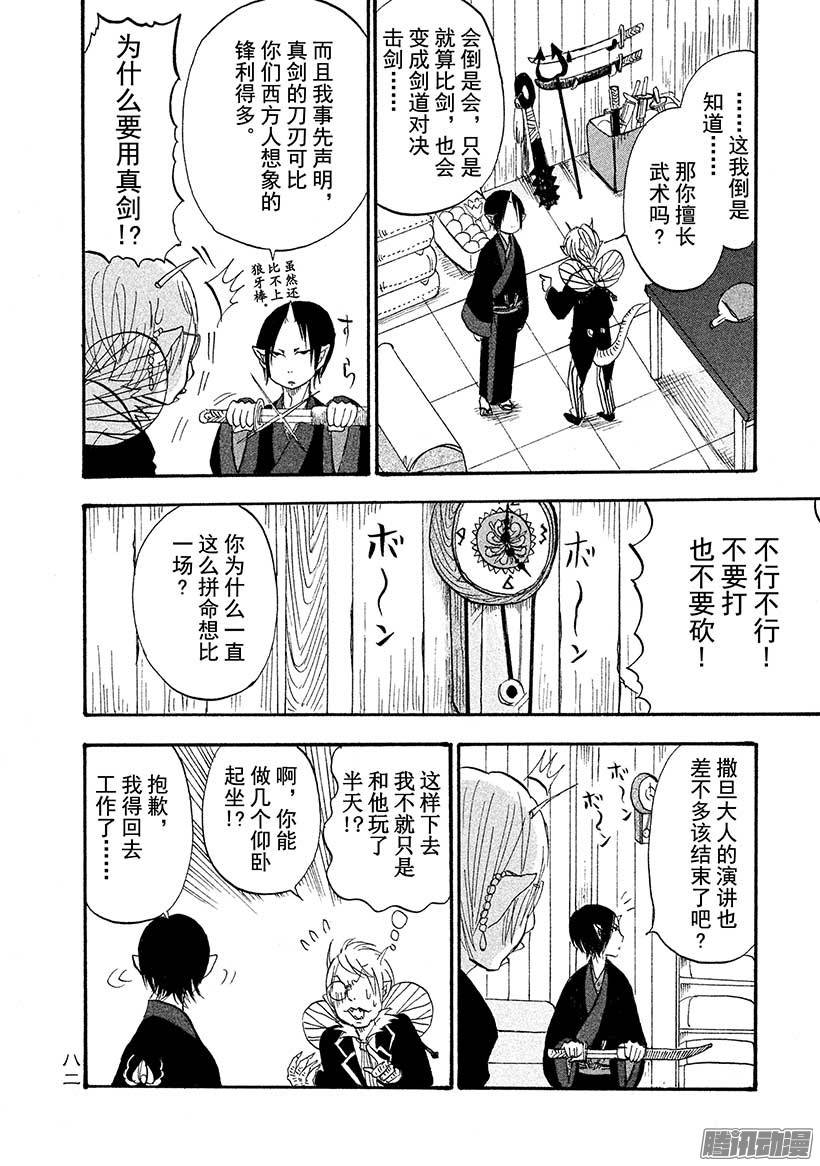 ……这我倒是
知道……
那你擅长
武术吗？
会倒是会，只是
就算比剑，也会
变成剑道对决
击剑……
而且我事先声明，
真剑的刀刃可比
你们西方人想象的
锋利得多。
虽然还
比不上
狼牙棒。
すら
为什么要用真剑！？
不行不行！
不要打
也不要砍！
ボ〜ン
ボ〜ン
你为什么一直
这么拼命想比
一场？
撒旦大人的演讲也
差不多该结束了吧？
ボ〜ン
ボ〜ン
这样下去
我不就只是
和他玩了
半天！？
啊，你能
做几个仰卧
起坐！？
抱歉，
我得回去
工作了……
八二
腾讯动漫